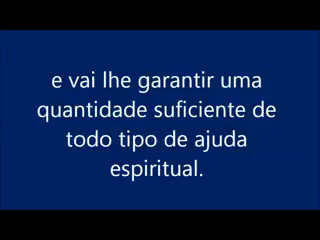 e vai lhe garantir uma
quantidade suficiente de
todo tipo de ajuda
espiritual.